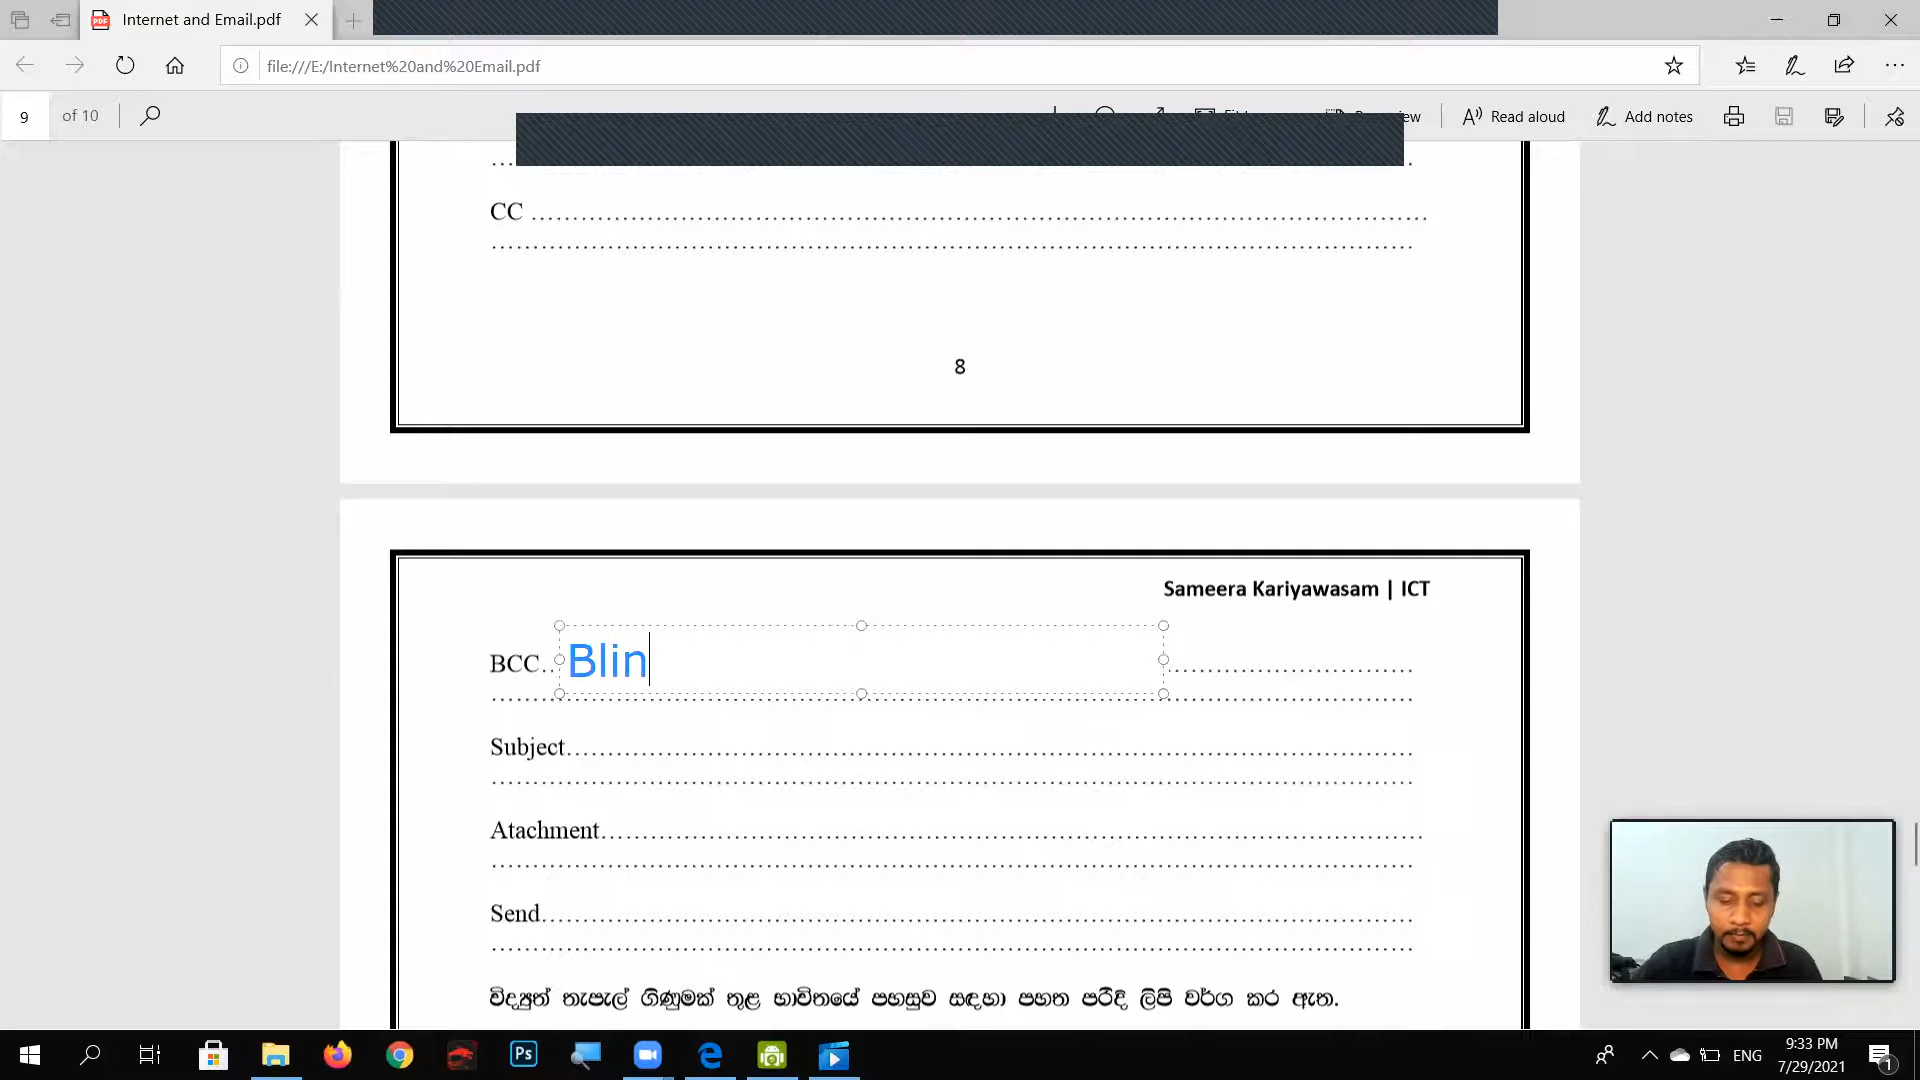 Internet and Email.pdf
file:///E:/Internet%20and%20Email.pdf
9 of 10
Read aloud
Add notes
CC ........................................................................
........................................................................
8
Sameera Kariyawasam | ICT
BCC.. Blin ........................
........................................................................
Subject........................................................................
........................................................................
Atachment........................................................................
........................................................................
Send........................................................................
........................................................................
විද්‍යුත් තැපැල් ගිණුමක් තුළ භාවිතයේ පහසුව සඳහා පහත පරිදි ලිපි වර්ග කර ඇත.
Ps
ENG
9:33 PM
7/29/2021
1